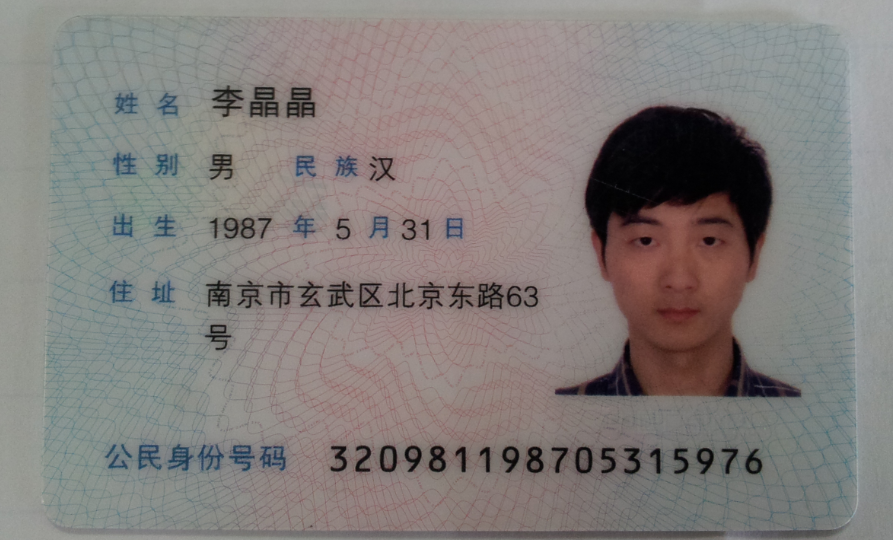 姓名 李晶晶
性别 男 民族 汉
出生 1987 年 5 月 31 日
住址 南京市玄武区北京东路63
号
公民身份号码 320981198705315976